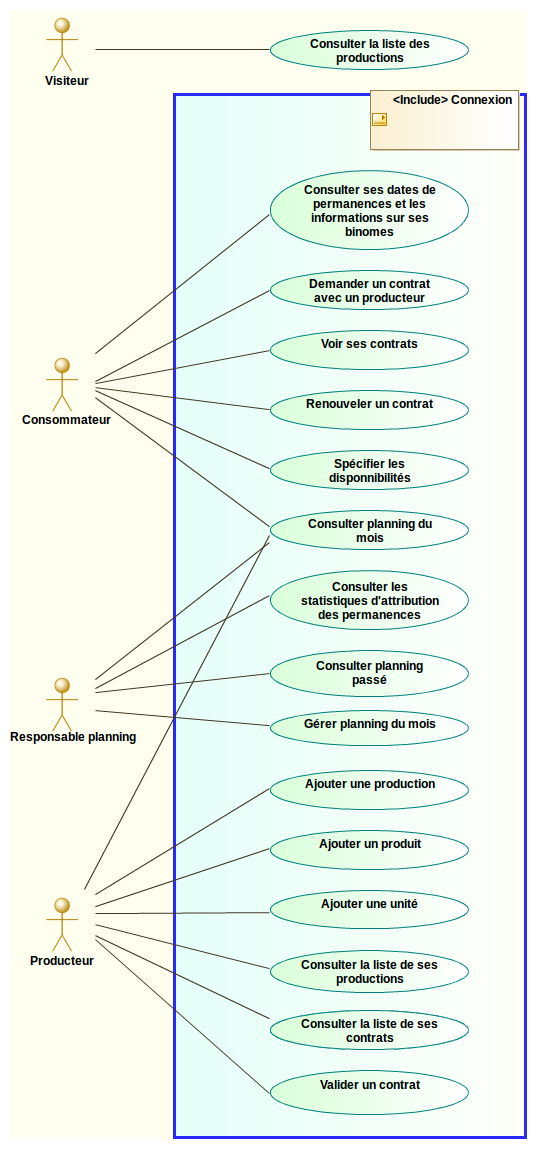 Consulter la liste des
productions
Visiteur
<Include> Connexion
Consulter ses dates de
permanences et les
informations sur ses
binomes
Demander un contrat
avec un producteur
Voir ses contrats
Consommateur
Renouveler un contrat
Spécifier les
disponnibilités
Consulter planning du
mois
Consulter les
statistiques d'attribution
des permanences
Consulter planning
passé
Gérer planning du mois
Responsable planning
Ajouter une production
Ajouter un produit
Ajouter une unité
Producteur
Consulter la liste de ses
productions
Consulter la liste de ses
contrats
Valider un contrat